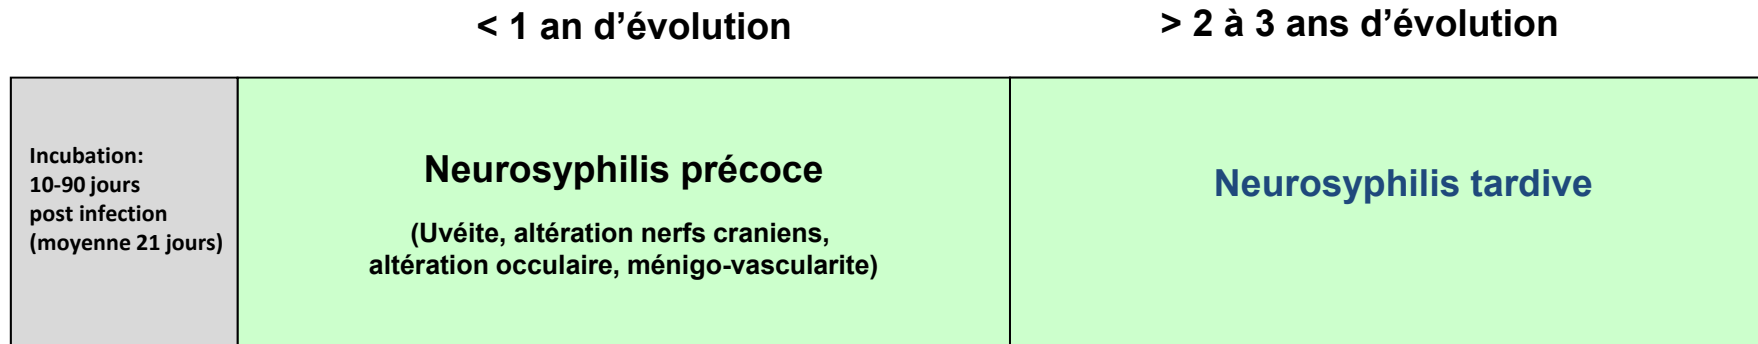 < 1 an d’évolution
> 2 à 3 ans d’évolution
Incubation:
10-90 jours
post infection
(moyenne 21 jours)
Neurosyphilis précoce
(Uvéite, altération nerfs craniens,
altération occulaire, ménigo-vascularite)
Neurosyphilis tardive